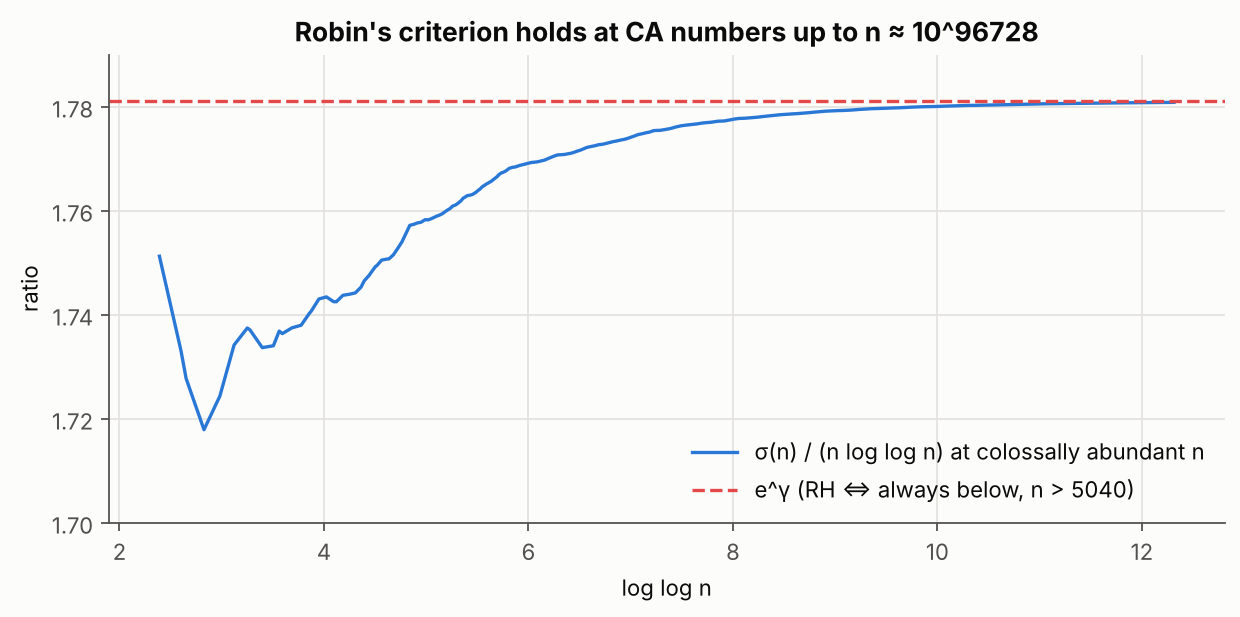 Robin's criterion holds at CA numbers up to n ≈ 10^96728
ratio
1.78
1.76
1.74
1.72
1.70
σ(n) / (n log log n) at colossally abundant n
e^γ (RH ⇔ always below, n > 5040)
2 4 6 8 10 12
log log n